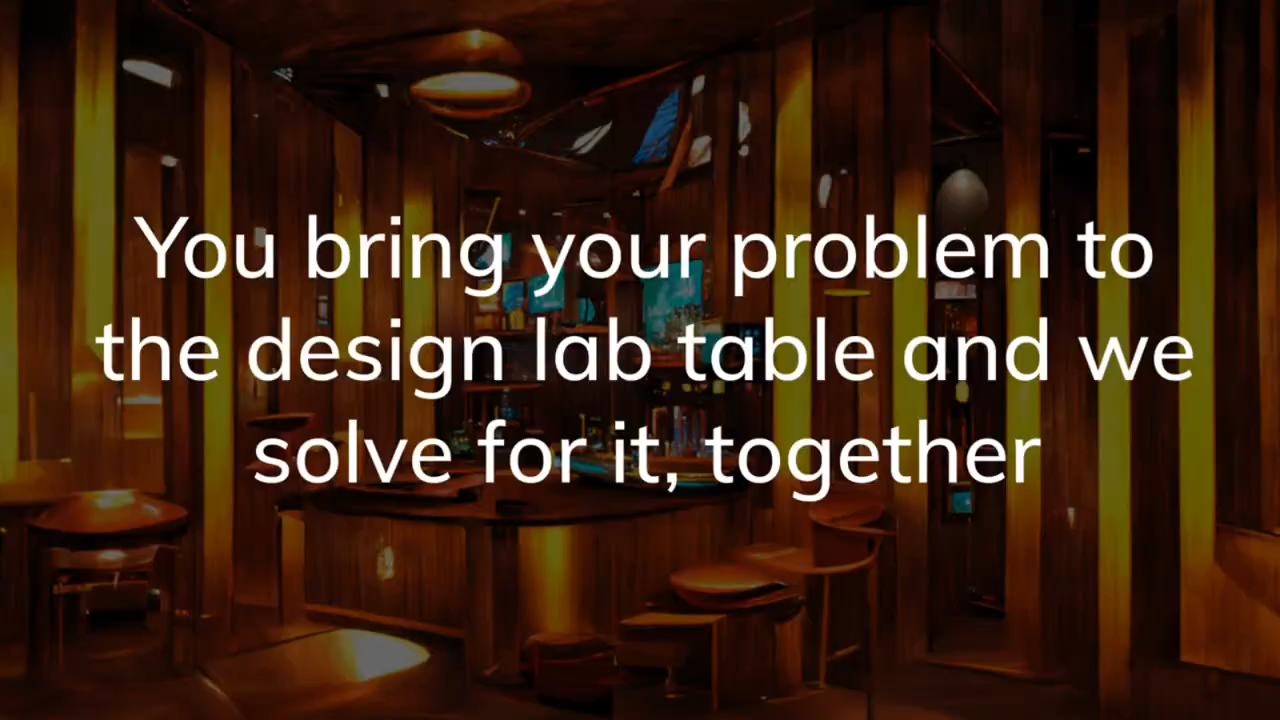 You bring your problem to
the design lab table and we
solve for it, together